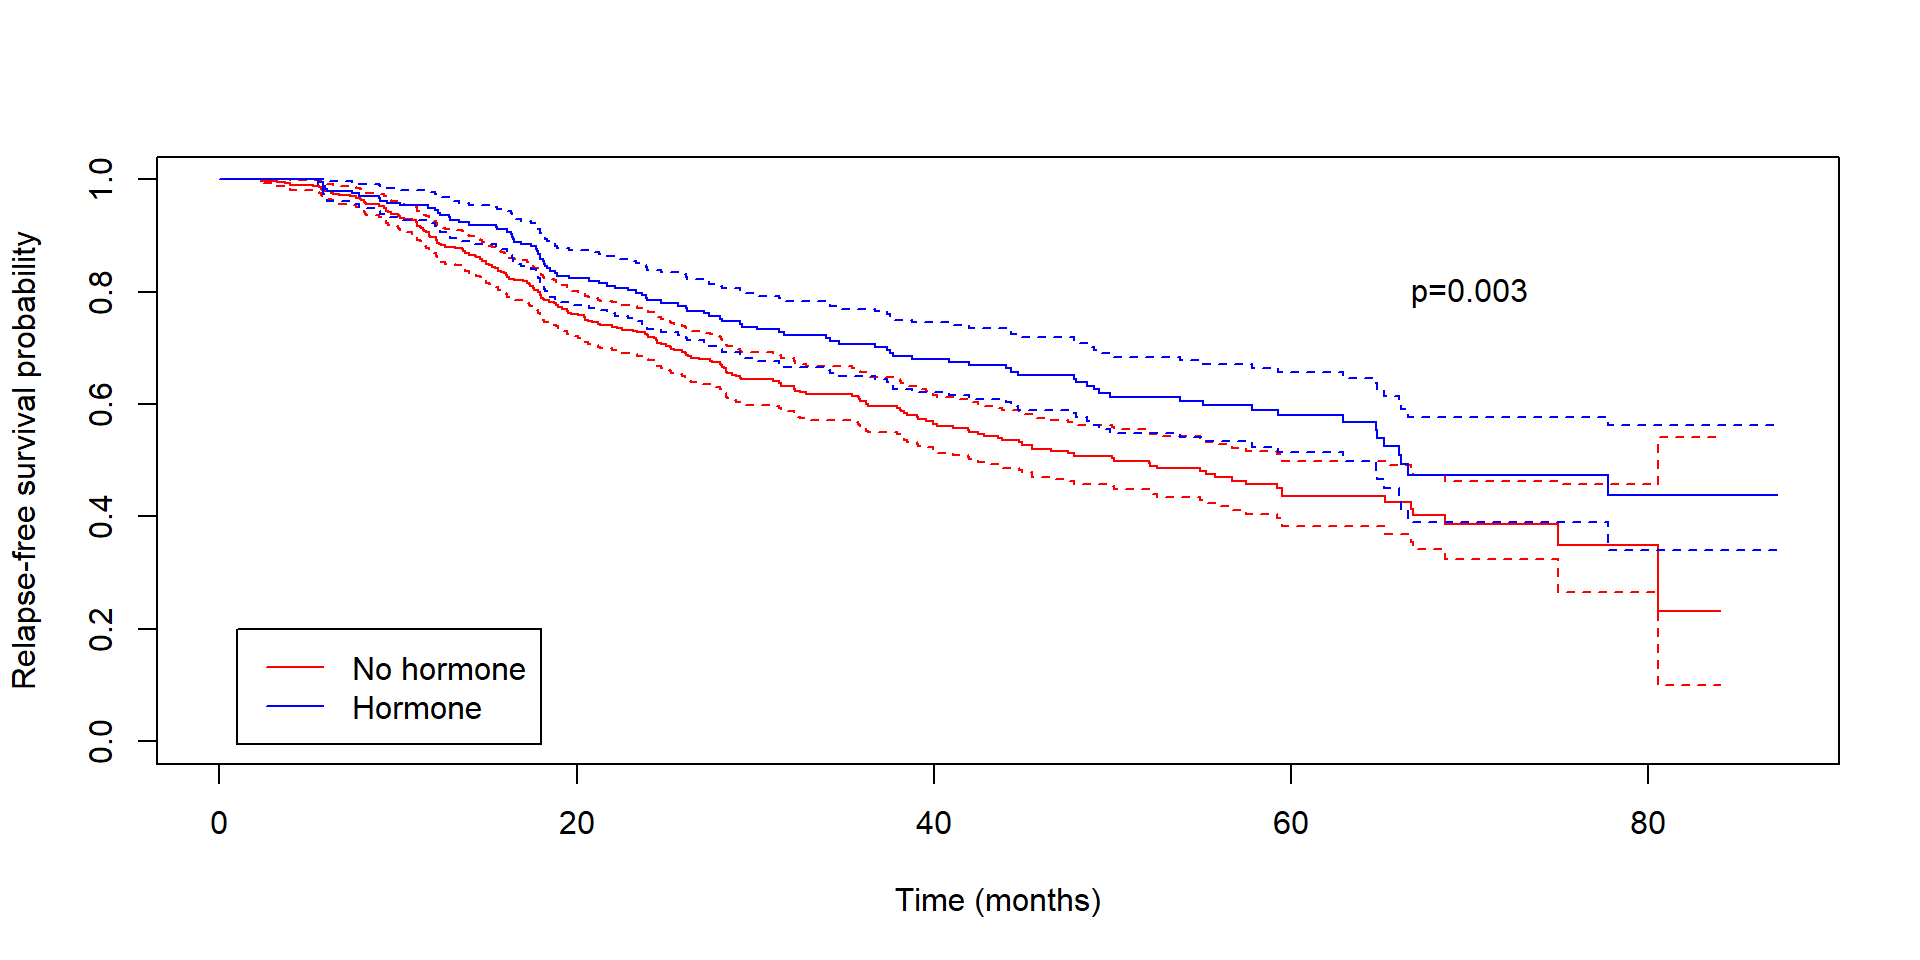 Relapse-free survival probability
1.0
0.8
0.6
0.4
0.2
0.0
p=0.003
No hormone
Hormone
0 20 40 60 80
Time (months)